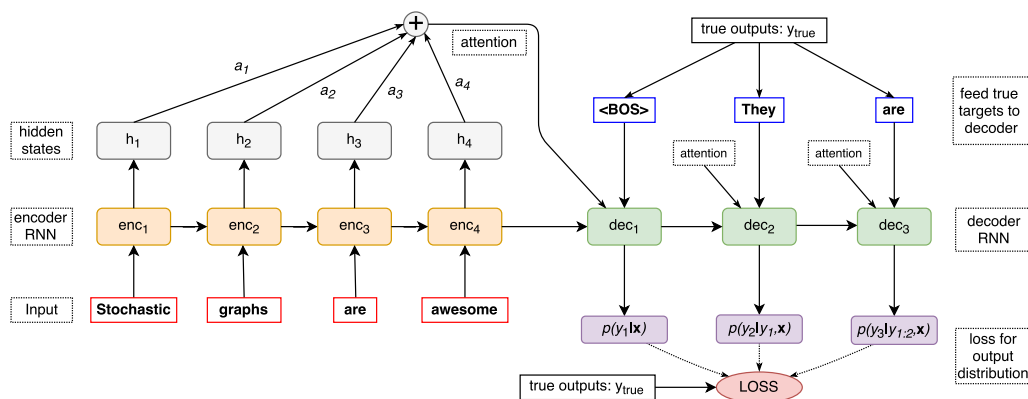 +
true outputs: y_true
attention
a_1
a_2
a_3
a_4
<BOS> They are
feed true
targets to
decoder
hidden
states
h_1 h_2 h_3 h_4
attention attention
encoder
RNN
enc_1 enc_2 enc_3 enc_4 dec_1 dec_2 dec_3
decoder
RNN
Input
Stochastic graphs are awesome
p(y_1|x) p(y_2|y_1,x) p(y_3|y_{1:2},x)
loss for
output
distribution
true outputs: y_true
LOSS